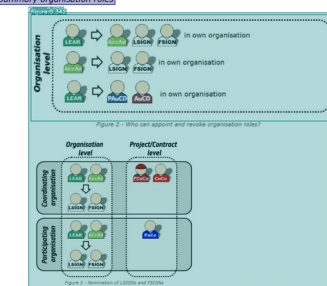 Summary organisation roles
Organisation level
LEAR AccAd LSIGN FSIGN in own organisation
AccAd LSIGN FSIGN in own organisation
LEAR PAuCD AuCD in own organisation
Figure 2 – Who can appoint and revoke organisation roles?
Organisation level Project/Contract level
Coordinating organisation
LEAR AccAd PCoCo CoCo
LSIGN FSIGN
Participating organisation
LEAR AccAd PaCo
LSIGN FSIGN
Figure 3 – Nomination of LSIGNs and FSIGNs